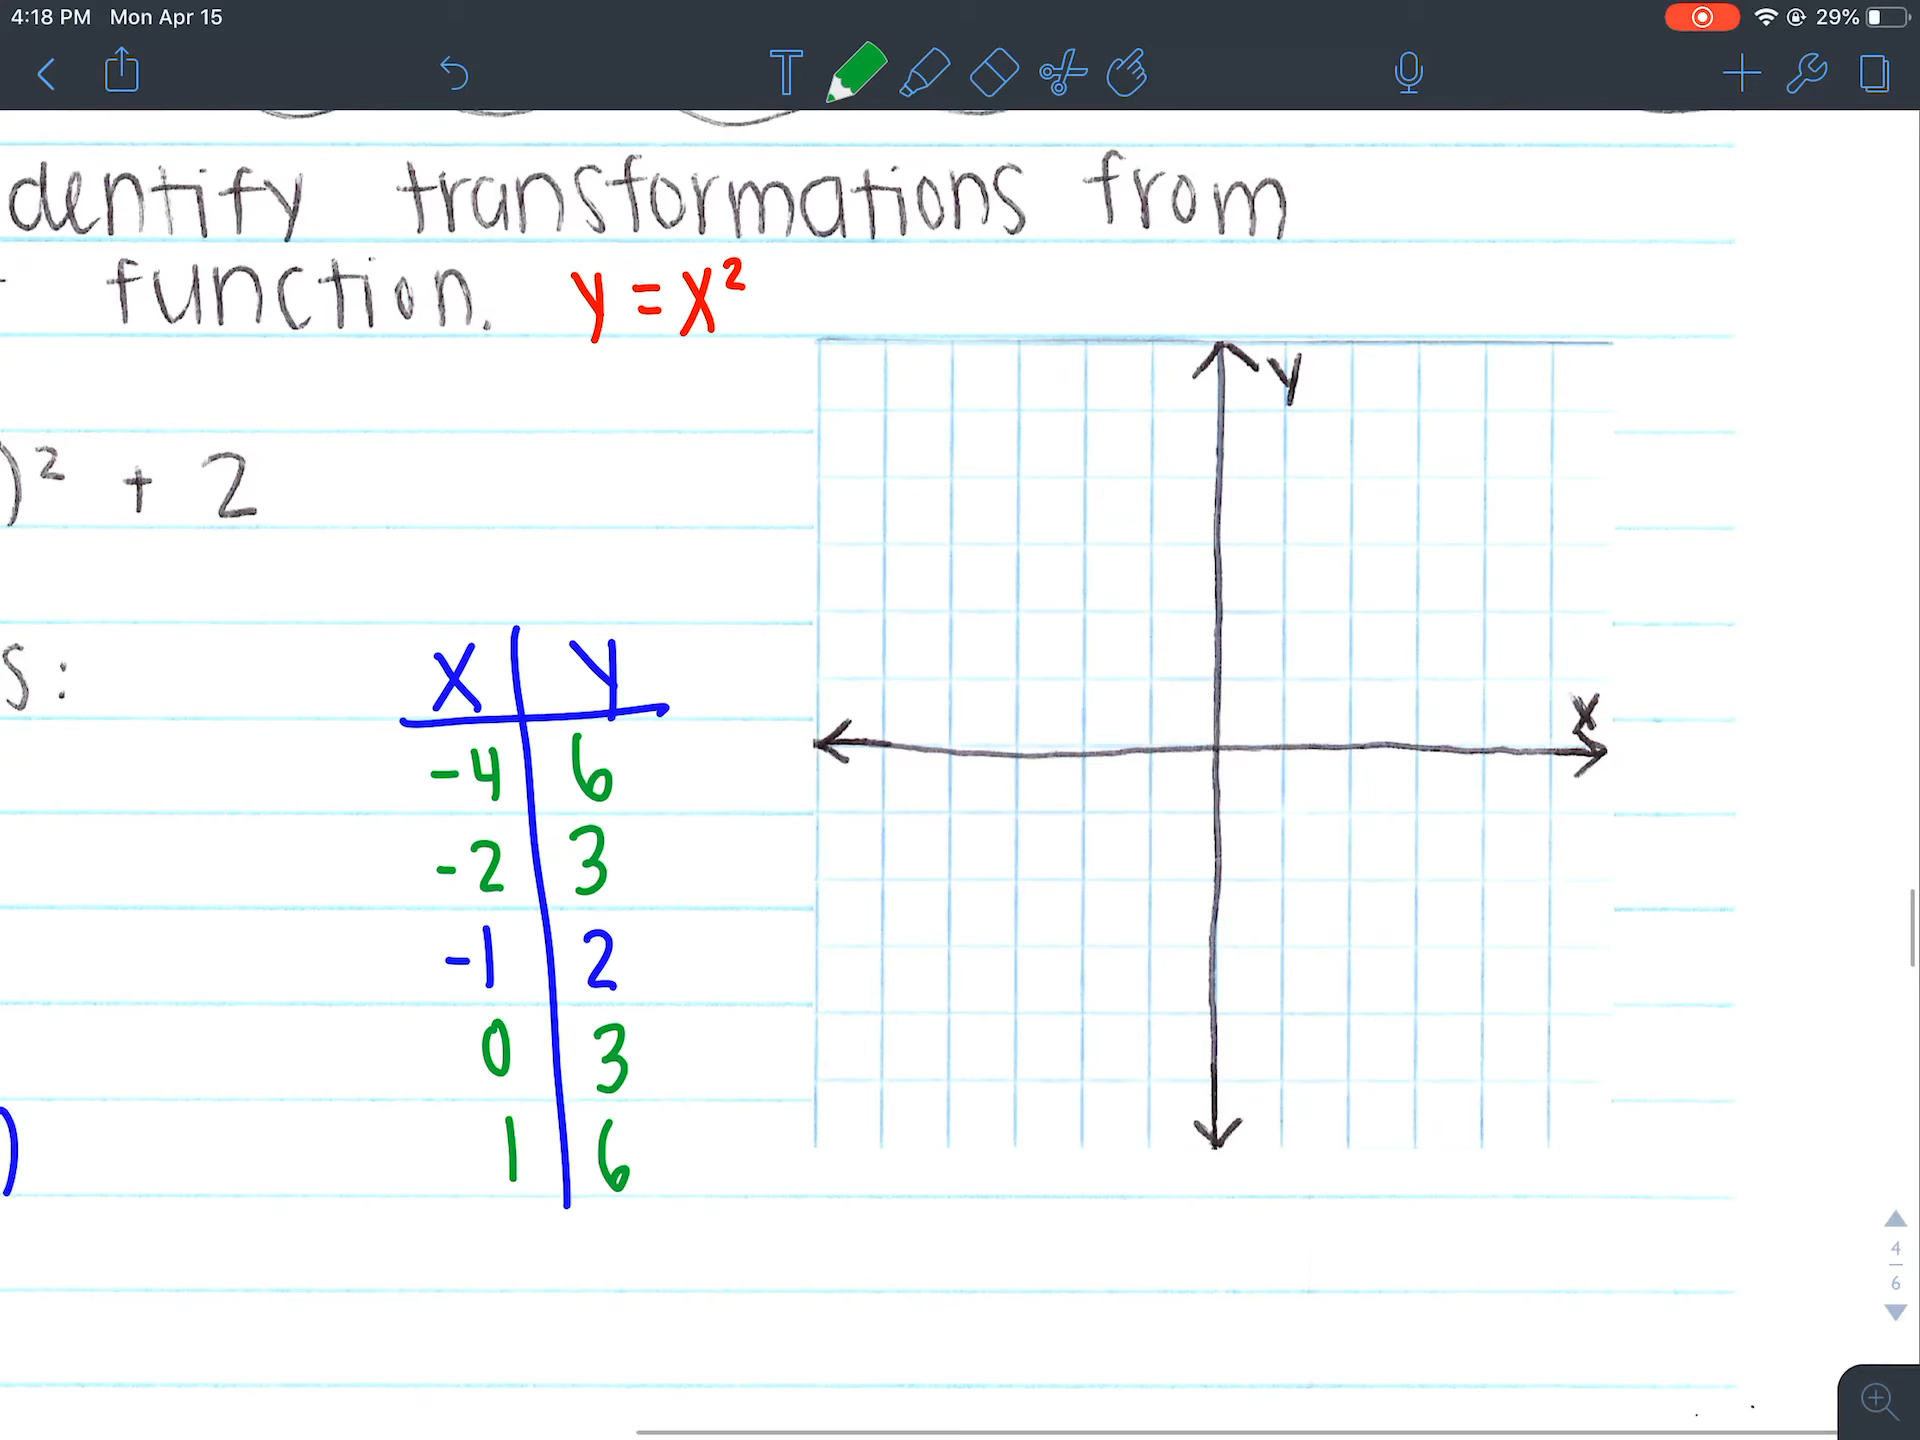 4:18 PM Mon Apr 15 29%
T
dentify transformations from
function. y = x²
y
)² + 2
s:
x y
x
-4 6
-2 3
-1 2
0 3
1 6
)
4
6